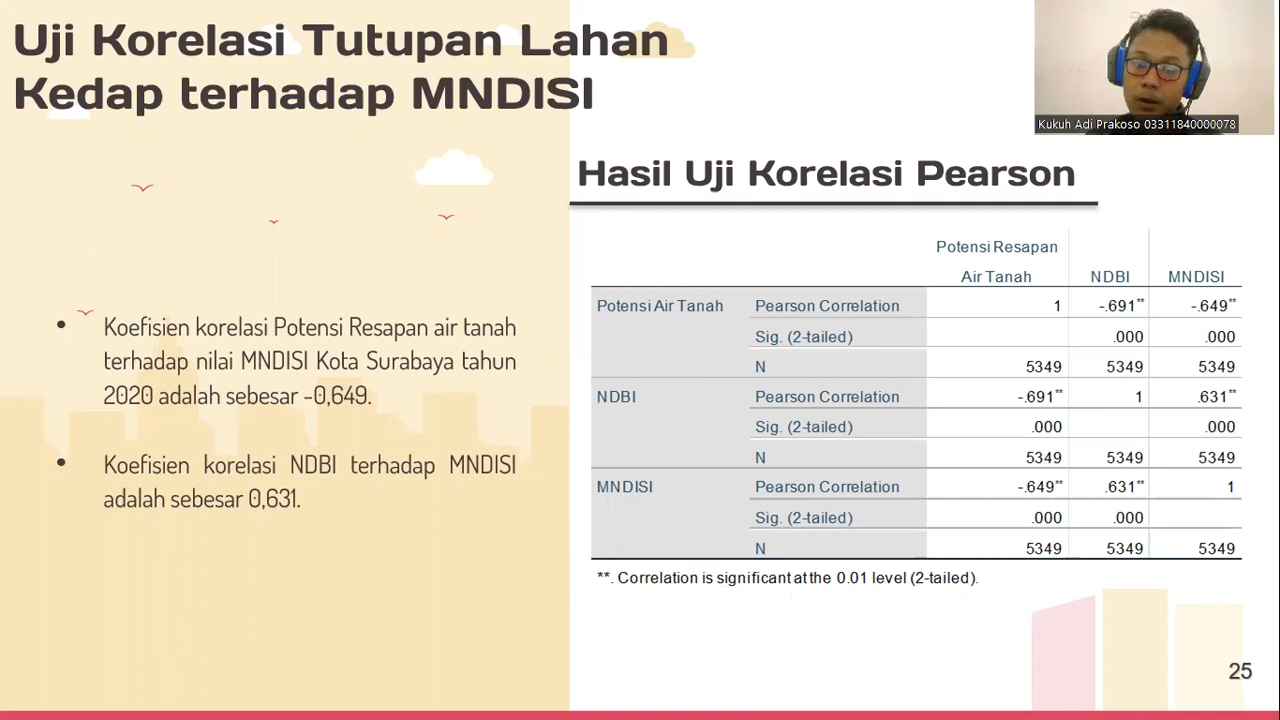 Uji Korelasi Tutupan Lahan
Kedap terhadap MNDISI
Kukuh Adi Prakoso 03311840000078
Hasil Uji Korelasi Pearson
• Koefisien korelasi Potensi Resapan air tanah
terhadap nilai MNDISI Kota Surabaya tahun
2020 adalah sebesar -0,649.
• Koefisien korelasi NDBI terhadap MNDISI
adalah sebesar 0,631.
Potensi Resapan
Air Tanah NDBI MNDISI
Potensi Air Tanah Pearson Correlation 1 -.691** -.649**
Sig. (2-tailed) .000 .000
N 5349 5349 5349
NDBI Pearson Correlation -.691** 1 .631**
Sig. (2-tailed) .000 .000
N 5349 5349 5349
MNDISI Pearson Correlation -.649** .631** 1
Sig. (2-tailed) .000 .000
N 5349 5349 5349
**. Correlation is significant at the 0.01 level (2-tailed).
25